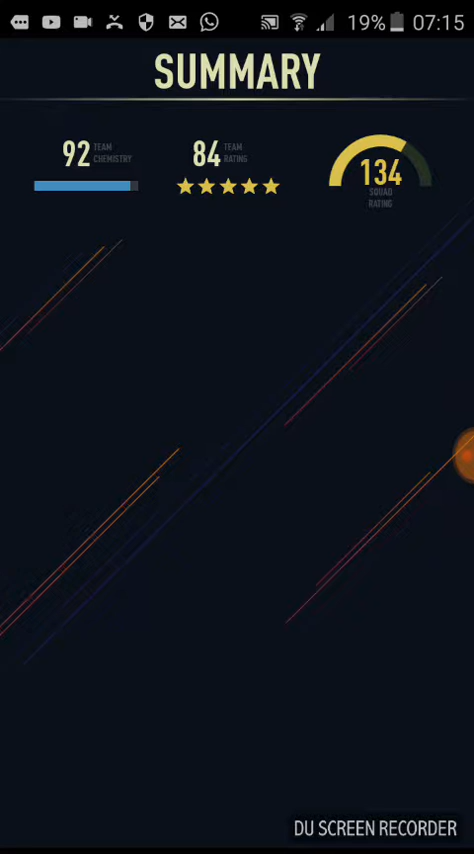 19% 07:15
SUMMARY
92 TEAM CHEMISTRY
84 TEAM RATING
134
SQUAD
RATING
DU SCREEN RECORDER